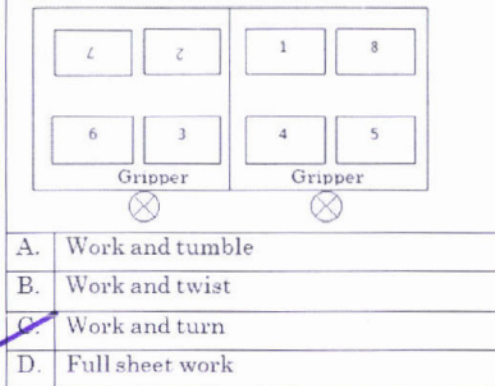 7 2 1 8
6 3 4 5
Gripper Gripper
A. Work and tumble
B. Work and twist
C. Work and turn
D. Full sheet work